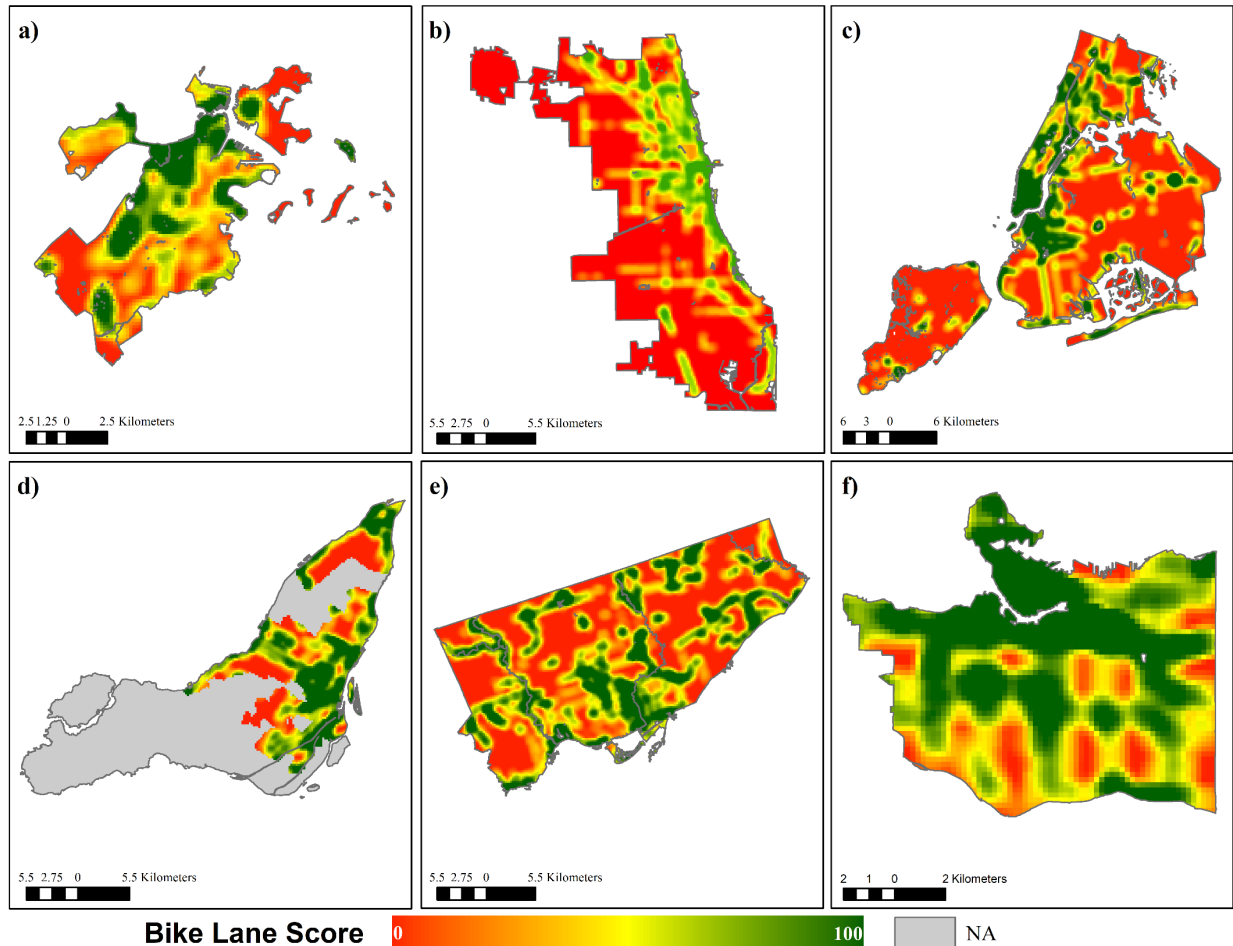 a)
b)
c)
2.5 1.25 0 2.5 Kilometers
5.5 2.75 0 5.5 Kilometers
6 3 0 6 Kilometers
d)
e)
f)
5.5 2.75 0 5.5 Kilometers
5.5 2.75 0 5.5 Kilometers
2 1 0 2 Kilometers
Bike Lane Score 0 100 NA